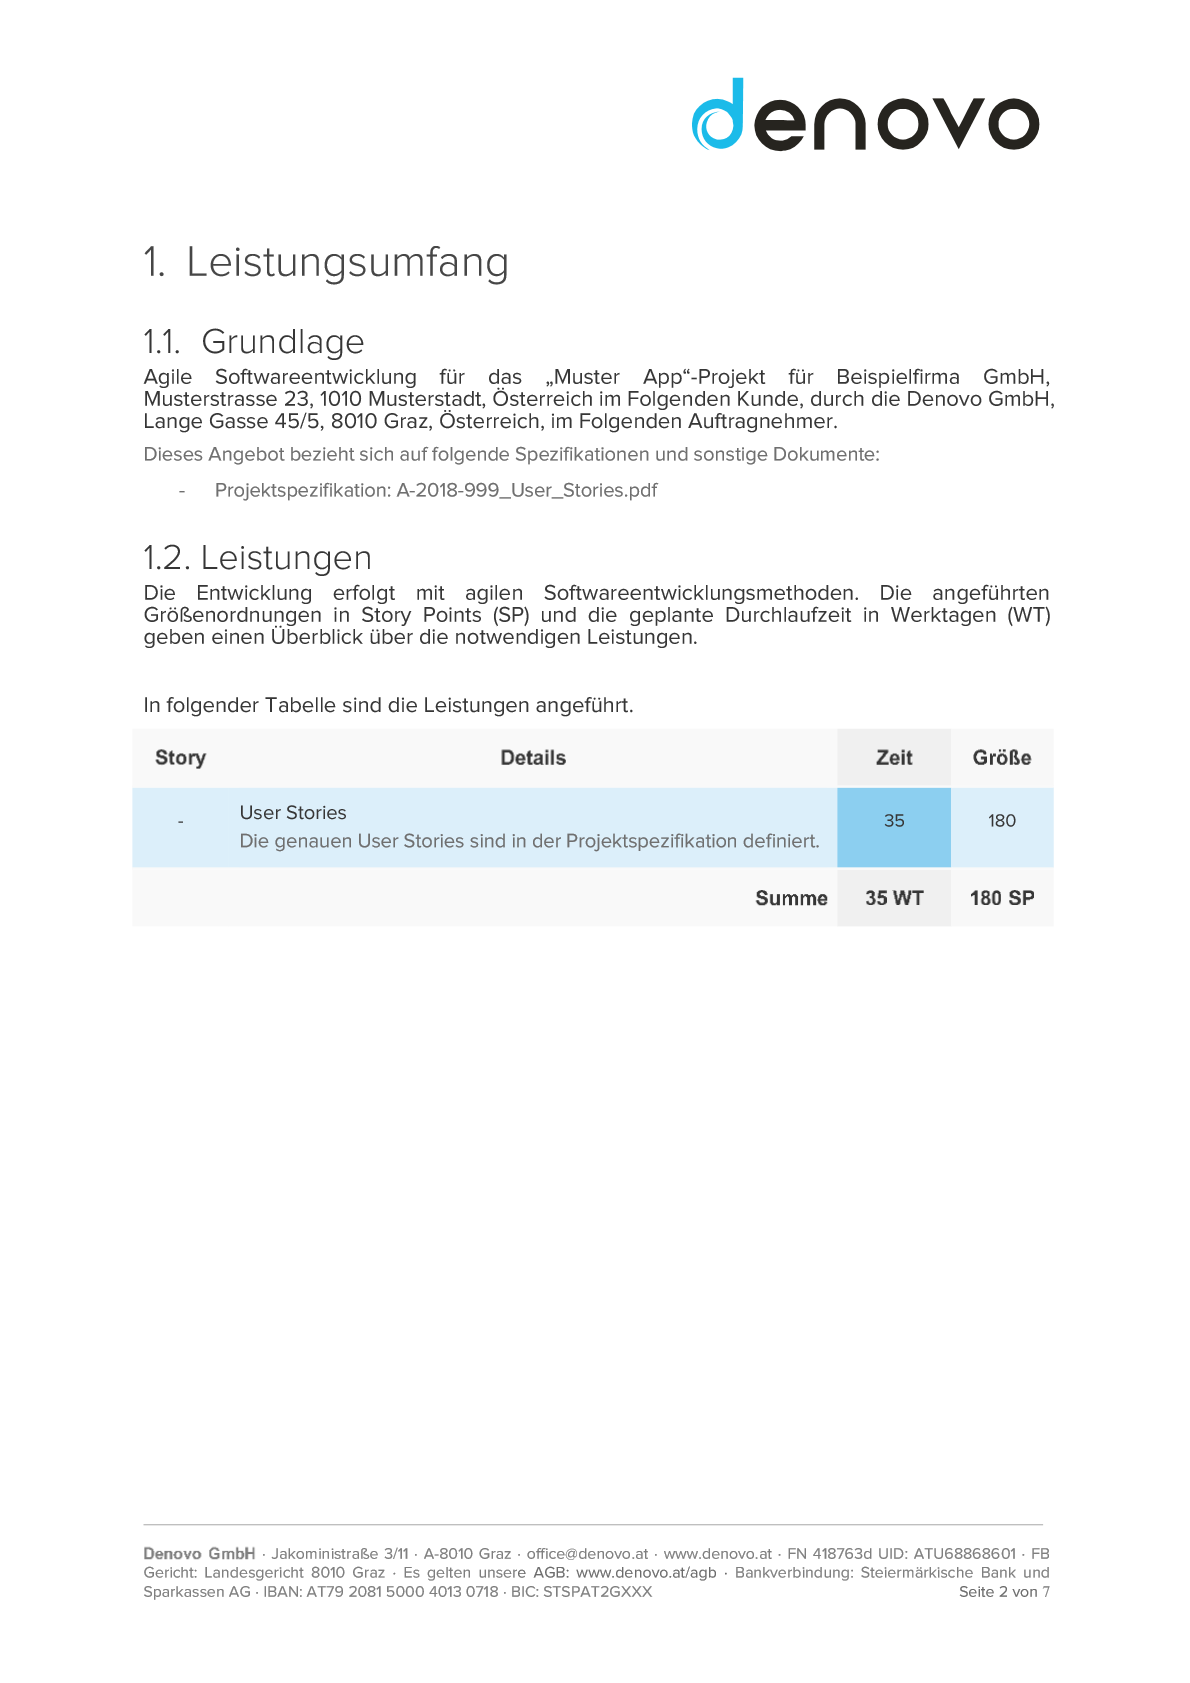 denovo
1. Leistungsumfang
1.1. Grundlage
Agile Softwareentwicklung für das „Muster App“-Projekt für Beispielfirma GmbH,
Musterstrasse 23, 1010 Musterstadt, Österreich im Folgenden Kunde, durch die Denovo GmbH,
Lange Gasse 45/5, 8010 Graz, Österreich, im Folgenden Auftragnehmer.
Dieses Angebot bezieht sich auf folgende Spezifikationen und sonstige Dokumente:
- Projektspezifikation: A-2018-999_User_Stories.pdf
1.2. Leistungen
Die Entwicklung erfolgt mit agilen Softwareentwicklungsmethoden. Die angeführten
Größenordnungen in Story Points (SP) und die geplante Durchlaufzeit in Werktagen (WT)
geben einen Überblick über die notwendigen Leistungen.
In folgender Tabelle sind die Leistungen angeführt.
Story Details Zeit Größe
- User Stories 35 180
Die genauen User Stories sind in der Projektspezifikation definiert.
Summe 35 WT 180 SP
Denovo GmbH · Jakoministraße 3/11 · A-8010 Graz · office@denovo.at · www.denovo.at · FN 418763d UID: ATU68868601 · FB
Gericht: Landesgericht 8010 Graz · Es gelten unsere AGB: www.denovo.at/agb · Bankverbindung: Steiermärkische Bank und
Sparkassen AG · IBAN: AT79 2081 5000 4013 0718 · BIC: STSPAT2GXXX Seite 2 von 7